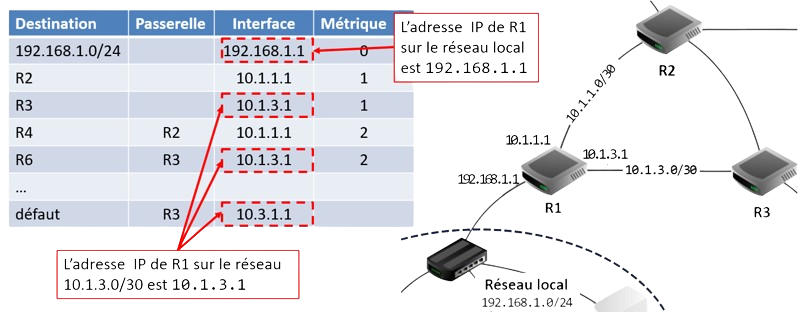 Destination Passerelle Interface Métrique
192.168.1.0/24 192.168.1.1 0
R2 10.1.1.1 1
R3 10.1.3.1 1
R4 R2 10.1.1.1 2
R6 R3 10.1.3.1 2
...
défaut R3 10.3.1.1
L'adresse IP de R1
sur le réseau local
est 192.168.1.1
L'adresse IP de R1 sur le réseau
10.1.3.0/30 est 10.1.3.1
R2
10.1.1.0/30
10.1.1.1
10.1.3.1
10.1.3.0/30
192.168.1.1
R1
R3
Réseau local
192.168.1.0/24